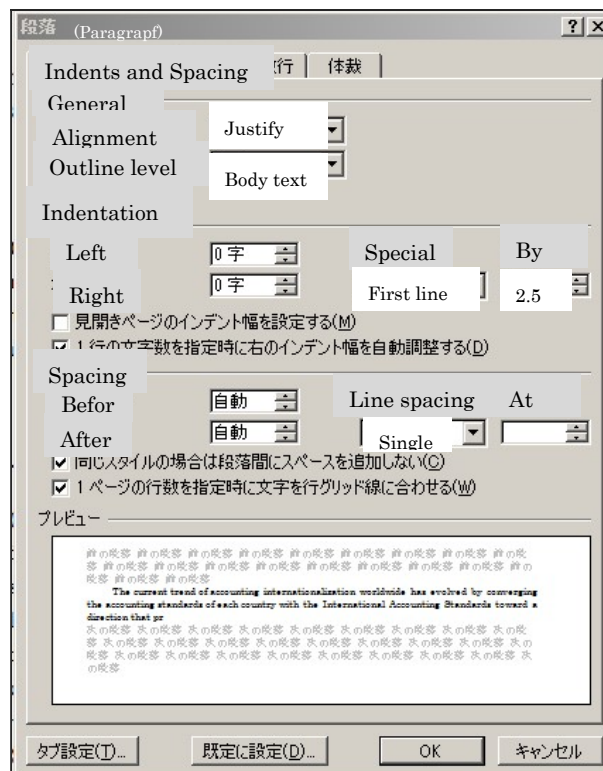 段落 (Paragrapf)
Indents and Spacing 行 体裁
General
Alignment Justify
Outline level Body text
Indentation
Left 0 字 Special By
Right 0 字 First line 2.5
見開きページのインデント幅を設定する(M)
1 行の文字数を指定時に右のインデント幅を自動調整する(D)
Spacing
Befor 自動 Line spacing At
After 自動 Single
同じスタイルの場合は段落間にスペースを追加しない(C)
1 ページの行数を指定時に文字を行グリッド線に合わせる(W)
プレビュー
The current trend of accounting internationalization worldwide has evolved by converging
the accounting standards of each country with the International Accounting Standards toward a
direction that pr
タブ設定(T)... 既定に設定(D)... OK キャンセル